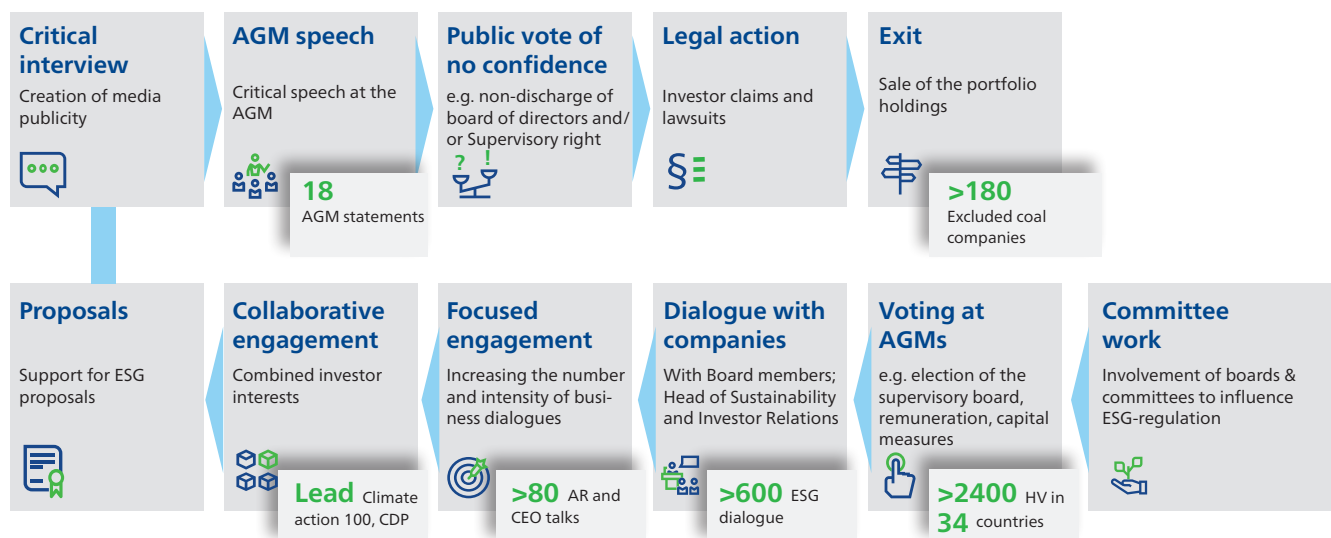 Critical
interview
Creation of media
publicity
AGM speech
Critical speech at the
AGM
18
AGM statements
Public vote of
no confidence
e.g. non-discharge of
board of directors and/
or Supervisory right
? !
Legal action
Investor claims and
lawsuits
§
Exit
Sale of the portfolio
holdings
>180
Excluded coal
companies
Proposals
Support for ESG
proposals
Collaborative
engagement
Combined investor
interests
Lead Climate
action 100, CDP
Focused
engagement
Increasing the number
and intensity of busi-
ness dialogues
>80 AR and
CEO talks
Dialogue with
companies
With Board members;
Head of Sustainability
and Investor Relations
>600 ESG
dialogue
Voting at
AGMs
e.g. election of the
supervisory board,
remuneration, capital
measures
>2400 HV in
34 countries
Committee
work
Involvement of boards &
committees to influence
ESG-regulation